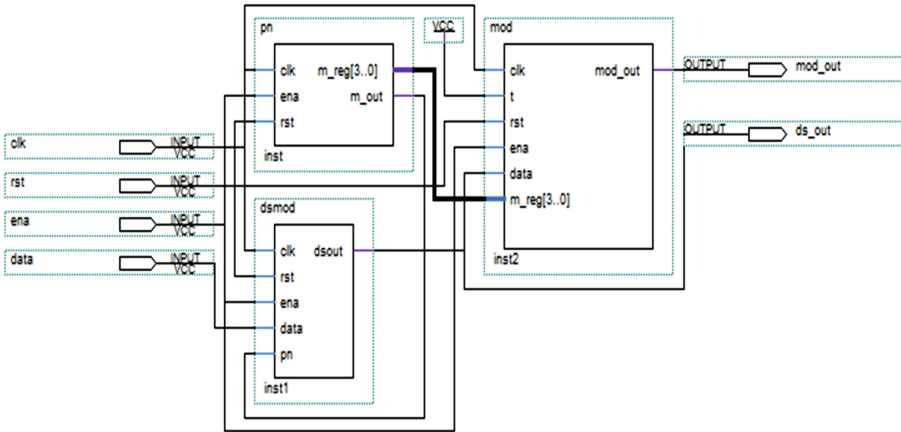 clk
INPUT
VCC
rst
INPUT
VCC
ena
INPUT
VCC
data
INPUT
VCC
pn
clk
m_reg[3..0]
ena
m_out
rst
inst
dsmod
clk
dsout
rst
ena
data
pn
inst1
VCC
mod
clk
mod_out
t
rst
ena
data
m_reg[3..0]
inst2
OUTPUT
mod_out
OUTPUT
ds_out